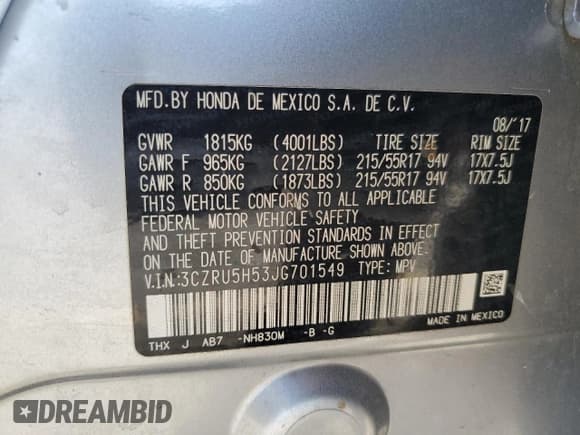 MFD.BY HONDA DE MEXICO S.A. DE C.V.
08/'17
GVWR 1815KG (4001LBS) TIRE SIZE RIM SIZE
GAWR F 965KG (2127LBS) 215/55R17 94V 17X7.5J
GAWR R 850KG (1873LBS) 215/55R17 94V 17X7.5J
THIS VEHICLE CONFORMS TO ALL APPLICABLE
FEDERAL MOTOR VEHICLE SAFETY
AND THEFT PREVENTION STANDARDS IN EFFECT
ON THE DATE OF MANUFACTURE SHOWN ABOVE.
V.I.N.:3CZRU5H53JG701549 TYPE: MPV
THX J AB7 -NH830M -B -G
MADE IN MEXICO
DREAMBID